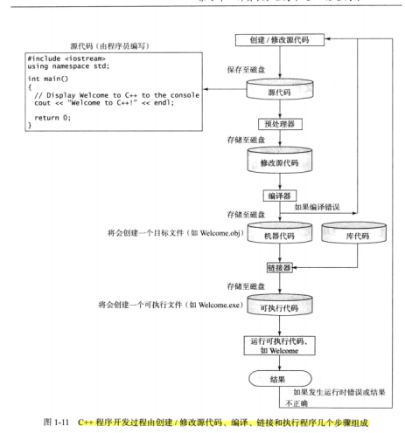 创建 / 修改源代码
源代码（由程序员编写）
#include <iostream>
using namespace std;
int main()
{
// Display Welcome to C++ to the console
cout << "Welcome to C++!" << endl;
return 0;
}
保存至磁盘
源代码
预处理器
存储至磁盘
修改源代码
编译器
如果编译错误
存储至磁盘
将会创建一个目标文件（如 Welcome.obj）
机器代码
库代码
链接器
存储至磁盘
将会创建一个可执行文件（如 Welcome.exe）
可执行代码
运行可执行代码、
如 Welcome
结果
如果发生运行时错误或结果
不正确
图 1-11 C++ 程序开发过程由创建 / 修改源代码、编译、链接和执行程序几个步骤组成